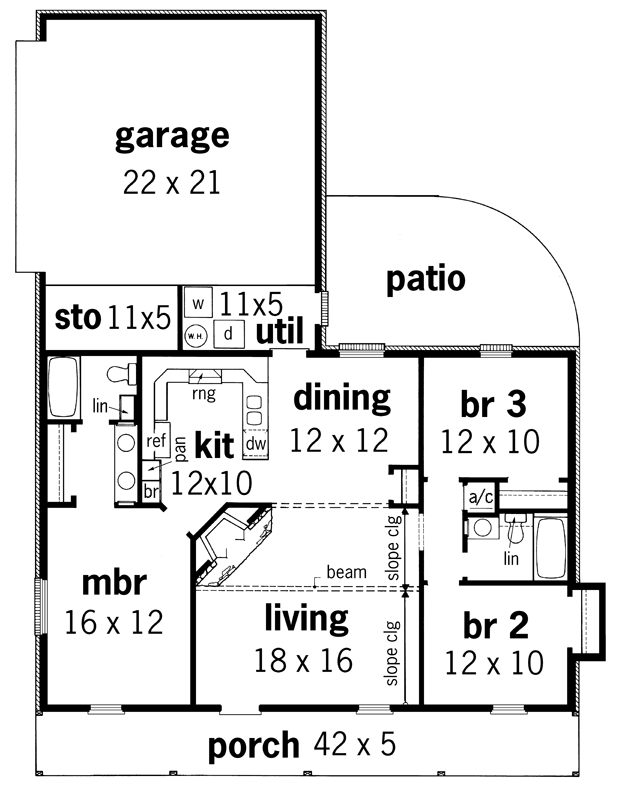 garage
22 x 21
patio
sto 11x5
w
11x5
W.H.
d
util
lin
rng
dining
12 x 12
br 3
12 x 10
ref
pan
kit
dw
br
12x10
a/c
slope clg
lin
beam
mbr
16 x 12
living
18 x 16
slope clg
br 2
12 x 10
porch 42 x 5